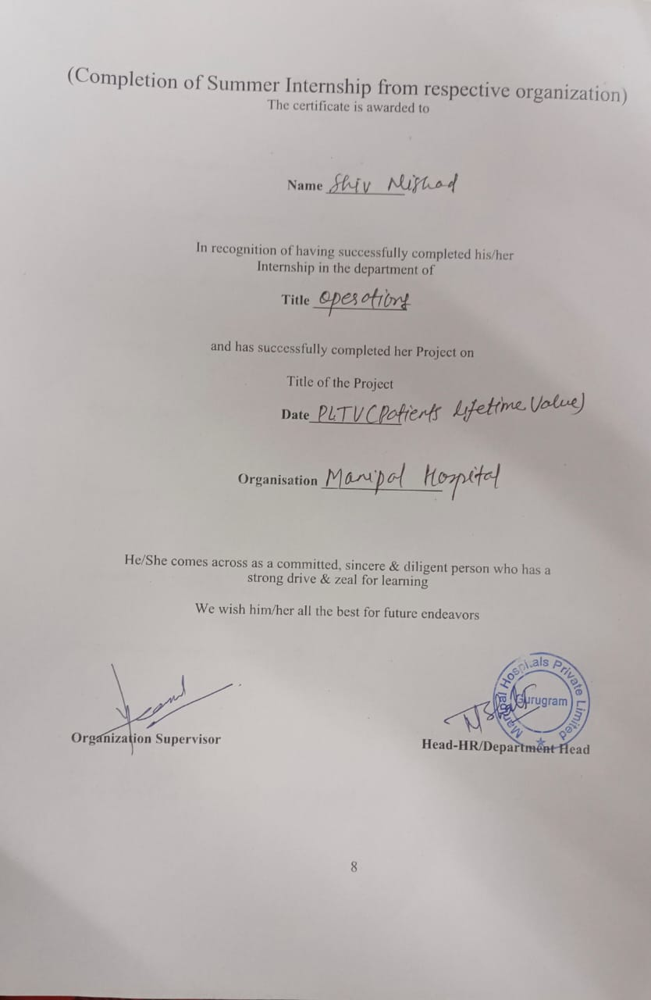 (Completion of Summer Internship from respective organization)
The certificate is awarded to
Name Shiv Nishad
In recognition of having successfully completed his/her
Internship in the department of
Title Operations
and has successfully completed her Project on
Title of the Project
Date PLTV (Patients Lifetime Value)
Organisation Manipal Hospital
He/She comes across as a committed, sincere & diligent person who has a
strong drive & zeal for learning
We wish him/her all the best for future endeavors
Manipal Hospitals Private Limited
Gurugram
Organization Supervisor
Head-HR/Department Head
8